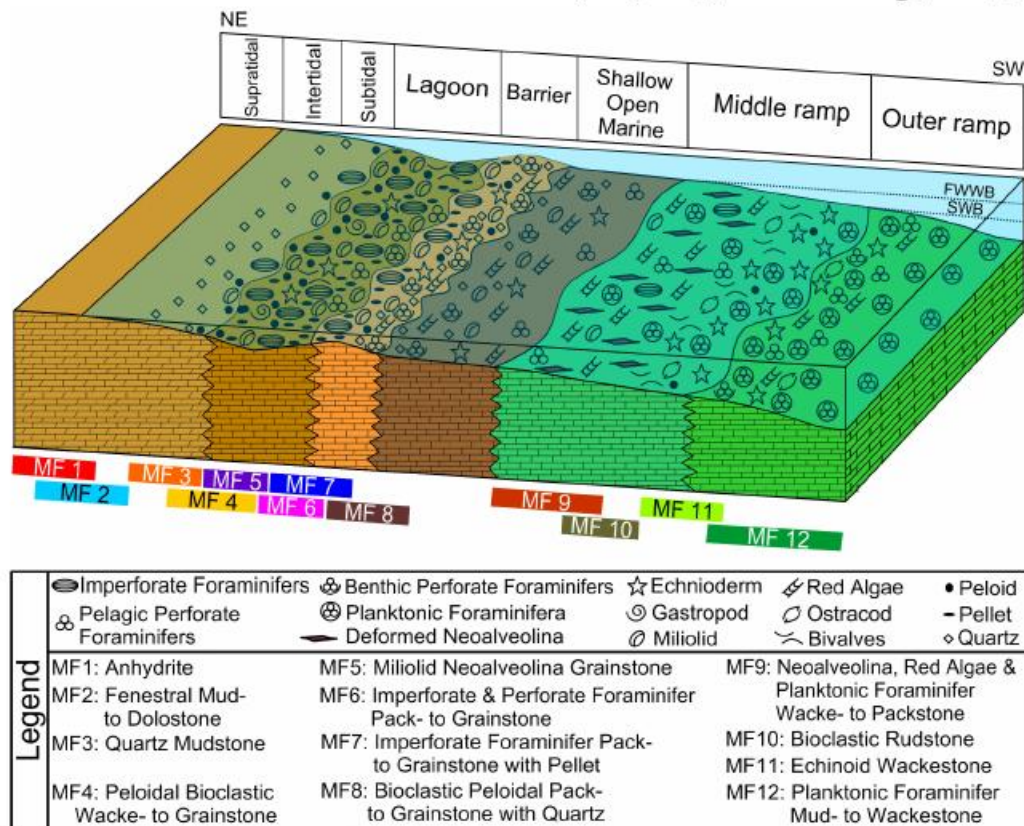 NE
SW
Supratidal
Intertidal
Subtidal
Lagoon
Barrier
Shallow
Open
Marine
Middle ramp
Outer ramp
FWWB
SWB
MF 1
MF 2
MF 3
MF 4
MF 5
MF 6
MF 7
MF 8
MF 9
MF 10
MF 11
MF 12
Legend
Imperforate Foraminifers
Benthic Perforate Foraminifers
Echnioderm
Red Algae
Peloid
Pelagic Perforate
Foraminifers
Planktonic Foraminifera
Gastropod
Ostracod
Pellet
Deformed Neoalveolina
Miliolid
Bivalves
Quartz
MF1: Anhydrite
MF2: Fenestral Mud-
to Dolostone
MF3: Quartz Mudstone
MF4: Peloidal Bioclastic
Wacke- to Grainstone
MF5: Miliolid Neoalveolina Grainstone
MF6: Imperforate & Perforate Foraminifer
Pack- to Grainstone
MF7: Imperforate Foraminifer Pack-
to Grainstone with Pellet
MF8: Bioclastic Peloidal Pack-
to Grainstone with Quartz
MF9: Neoalveolina, Red Algae &
Planktonic Foraminifer
Wacke- to Packstone
MF10: Bioclastic Rudstone
MF11: Echinoid Wackestone
MF12: Planktonic Foraminifer
Mud- to Wackestone